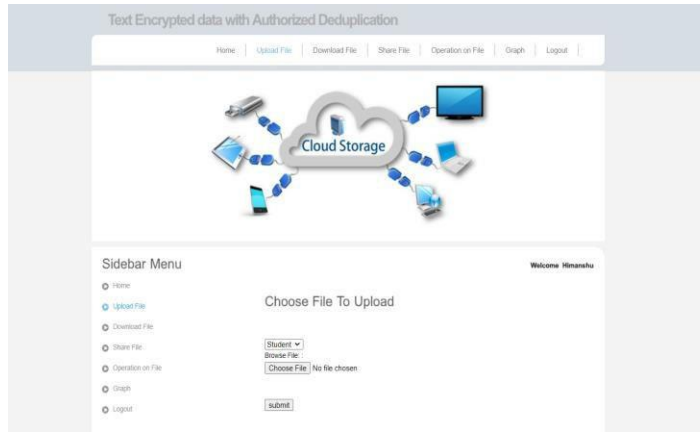 Text Encrypted data with Authorized Deduplication
Home Upload File Download File Share File Operation on File Graph Logout
Cloud Storage
Sidebar Menu
Welcome Himanshu
Home
Upload File
Download File
Share File
Operation on File
Graph
Logout
Choose File To Upload
Student
Browse File:
Choose File No file chosen
submit